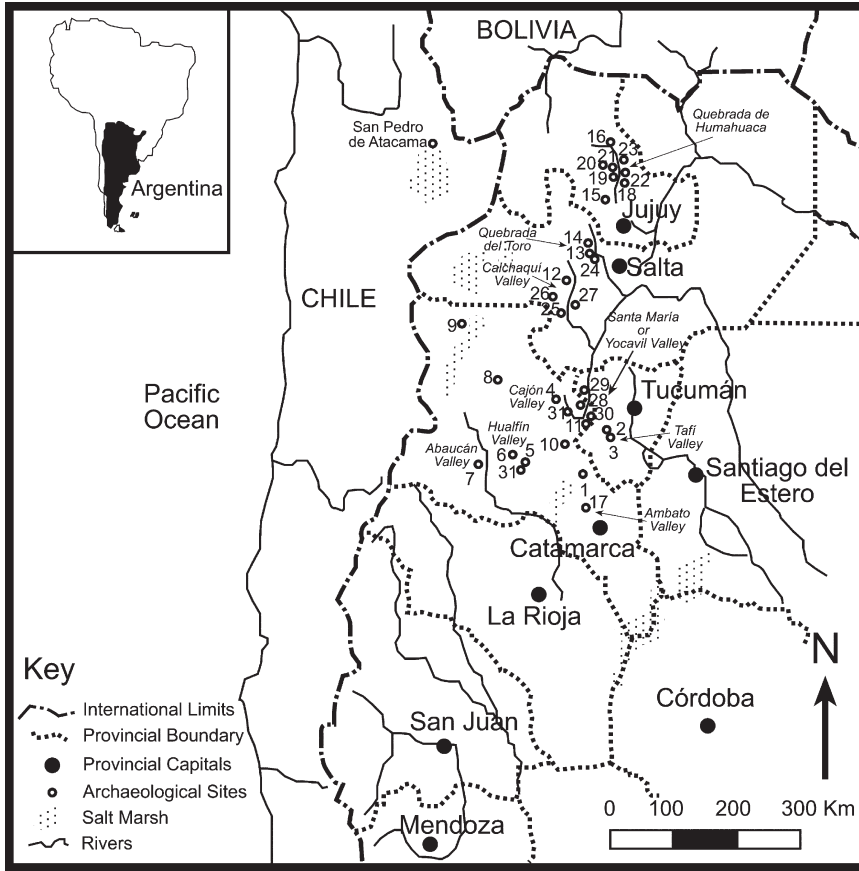 BOLIVIA
Quebrada de
Humahuaca
San Pedro
de Atacama
16
23
21
20
19
22
18
15
Argentina
Jujuy
Quebrada
del Toro
14
13
24
Salta
Calchaquí
Valley
12
26
27
25
CHILE
Santa María
or
Yocavil Valley
9
8
Cajón
Valley
4
29
28
Tucumán
Pacific
Ocean
31
30
11
2
Tafí
Valley
3
Hualfín
Valley
10
Abaucán
Valley
6
5
31
7
Santiago del
Estero
1
17
Ambato
Valley
Catamarca
La Rioja
N
Key
International Limits
Provincial Boundary
Provincial Capitals
Archaeological Sites
Salt Marsh
Rivers
San Juan
Córdoba
Mendoza
0 100 200 300 Km